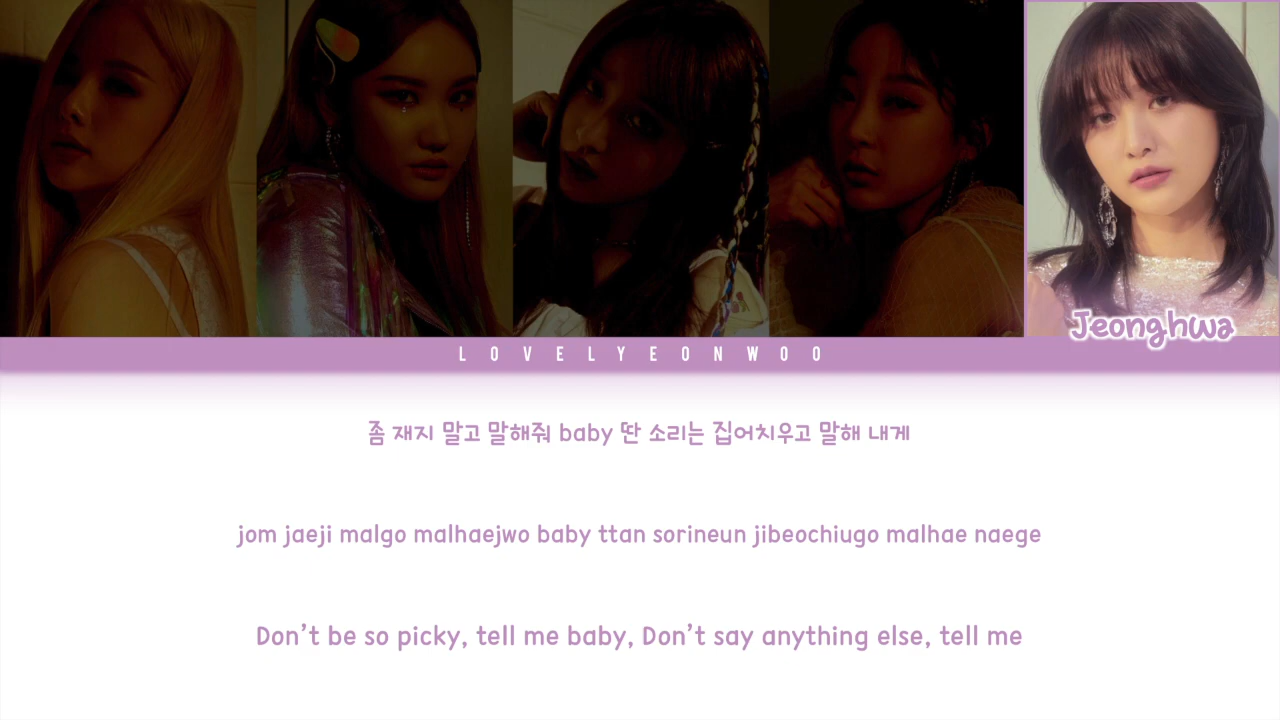 Jeonghwa
LOVELYEONWOO
좀 재지 말고 말해줘 baby 딴 소리는 집어치우고 말해 내게
jom jaeji malgo malhaejwo baby ttan sorineun jibeochiugo malhae naege
Don't be so picky, tell me baby, Don't say anything else, tell me